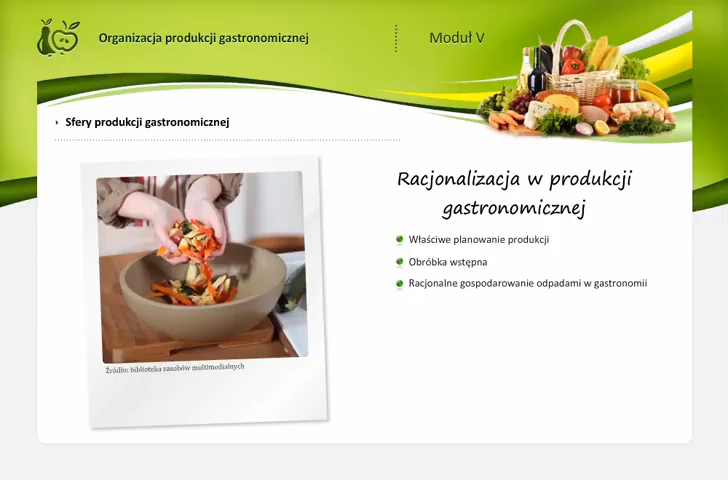 Organizacja produkcji gastronomicznej
Moduł V
Sfery produkcji gastronomicznej
Racjonalizacja w produkcji
gastronomicznej
Właściwe planowanie produkcji
Obróbka wstępna
Racjonalne gospodarowanie odpadami w gastronomii
Źródło: biblioteka zasobów multimedialnych